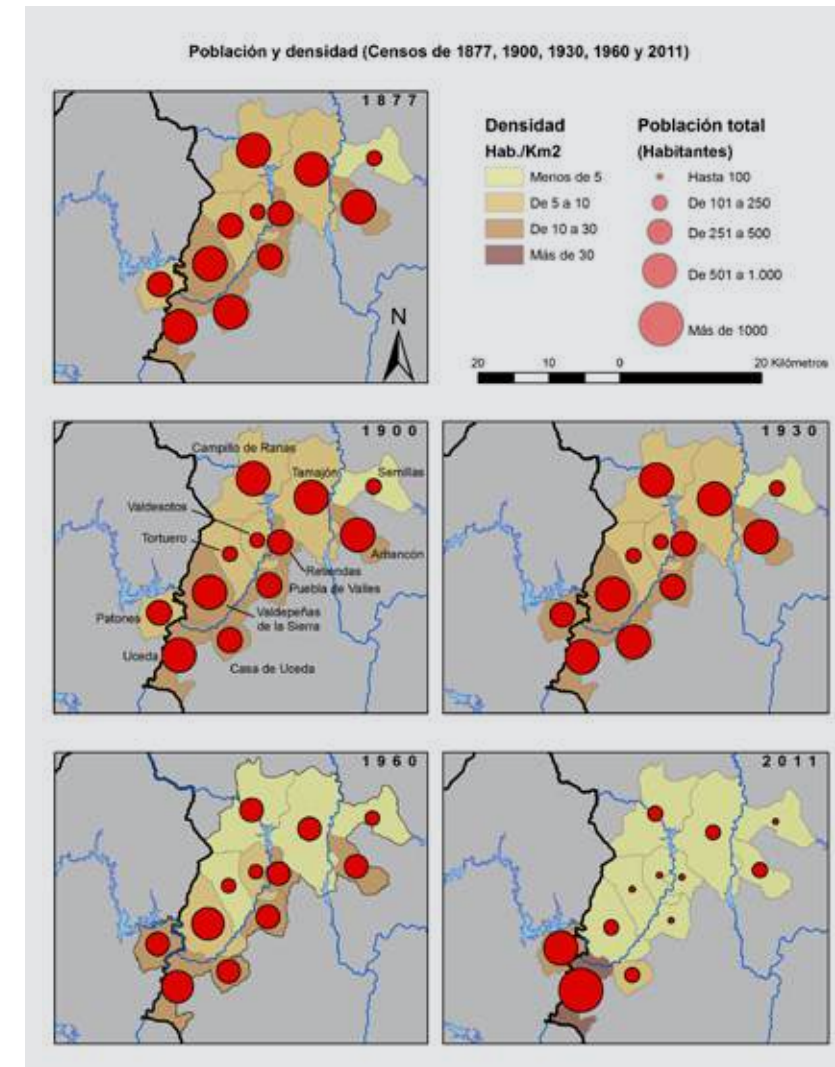 Población y densidad (Censos de 1877, 1900, 1930, 1960 y 2011)
1877
N
Densidad
Hab./Km2
Menos de 5
De 5 a 10
De 10 a 30
Más de 30
Población total
(Habitantes)
Hasta 100
De 101 a 250
De 251 a 500
De 501 a 1.000
Más de 1000
20 10 0 20 Kilómetros
1900
Campillo de Ranas
Tamajón
Semillas
Valdesotos
Tortuero
Arbancón
Retiendas
Puebla de Valles
Patones
Valdepeñas
de la Sierra
Uceda
Casa de Uceda
1930
1960
2011